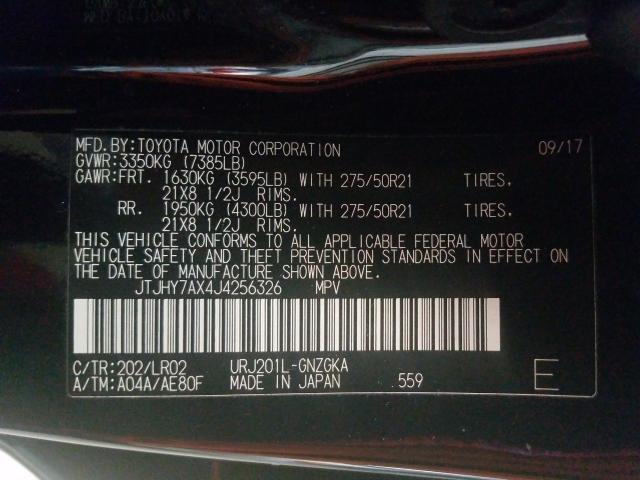 MFD.BY:TOYOTA MOTOR CORPORATION 09/17
GVWR:3350KG (7385LB)
GAWR:FRT. 1630KG (3595LB) WITH 275/50R21 TIRES,
21X8 1/2J RIMS.
RR. 1950KG (4300LB) WITH 275/50R21 TIRES,
21X8 1/2J RIMS.
THIS VEHICLE CONFORMS TO ALL APPLICABLE FEDERAL MOTOR
VEHICLE SAFETY AND THEFT PREVENTION STANDARDS IN EFFECT ON
THE DATE OF MANUFACTURE SHOWN ABOVE.
JTJHY7AX4J4256326 MPV
C/TR:202/LR02 URJ201L-GNZGKA
A/TM:A04A/AE80F MADE IN JAPAN 559 E